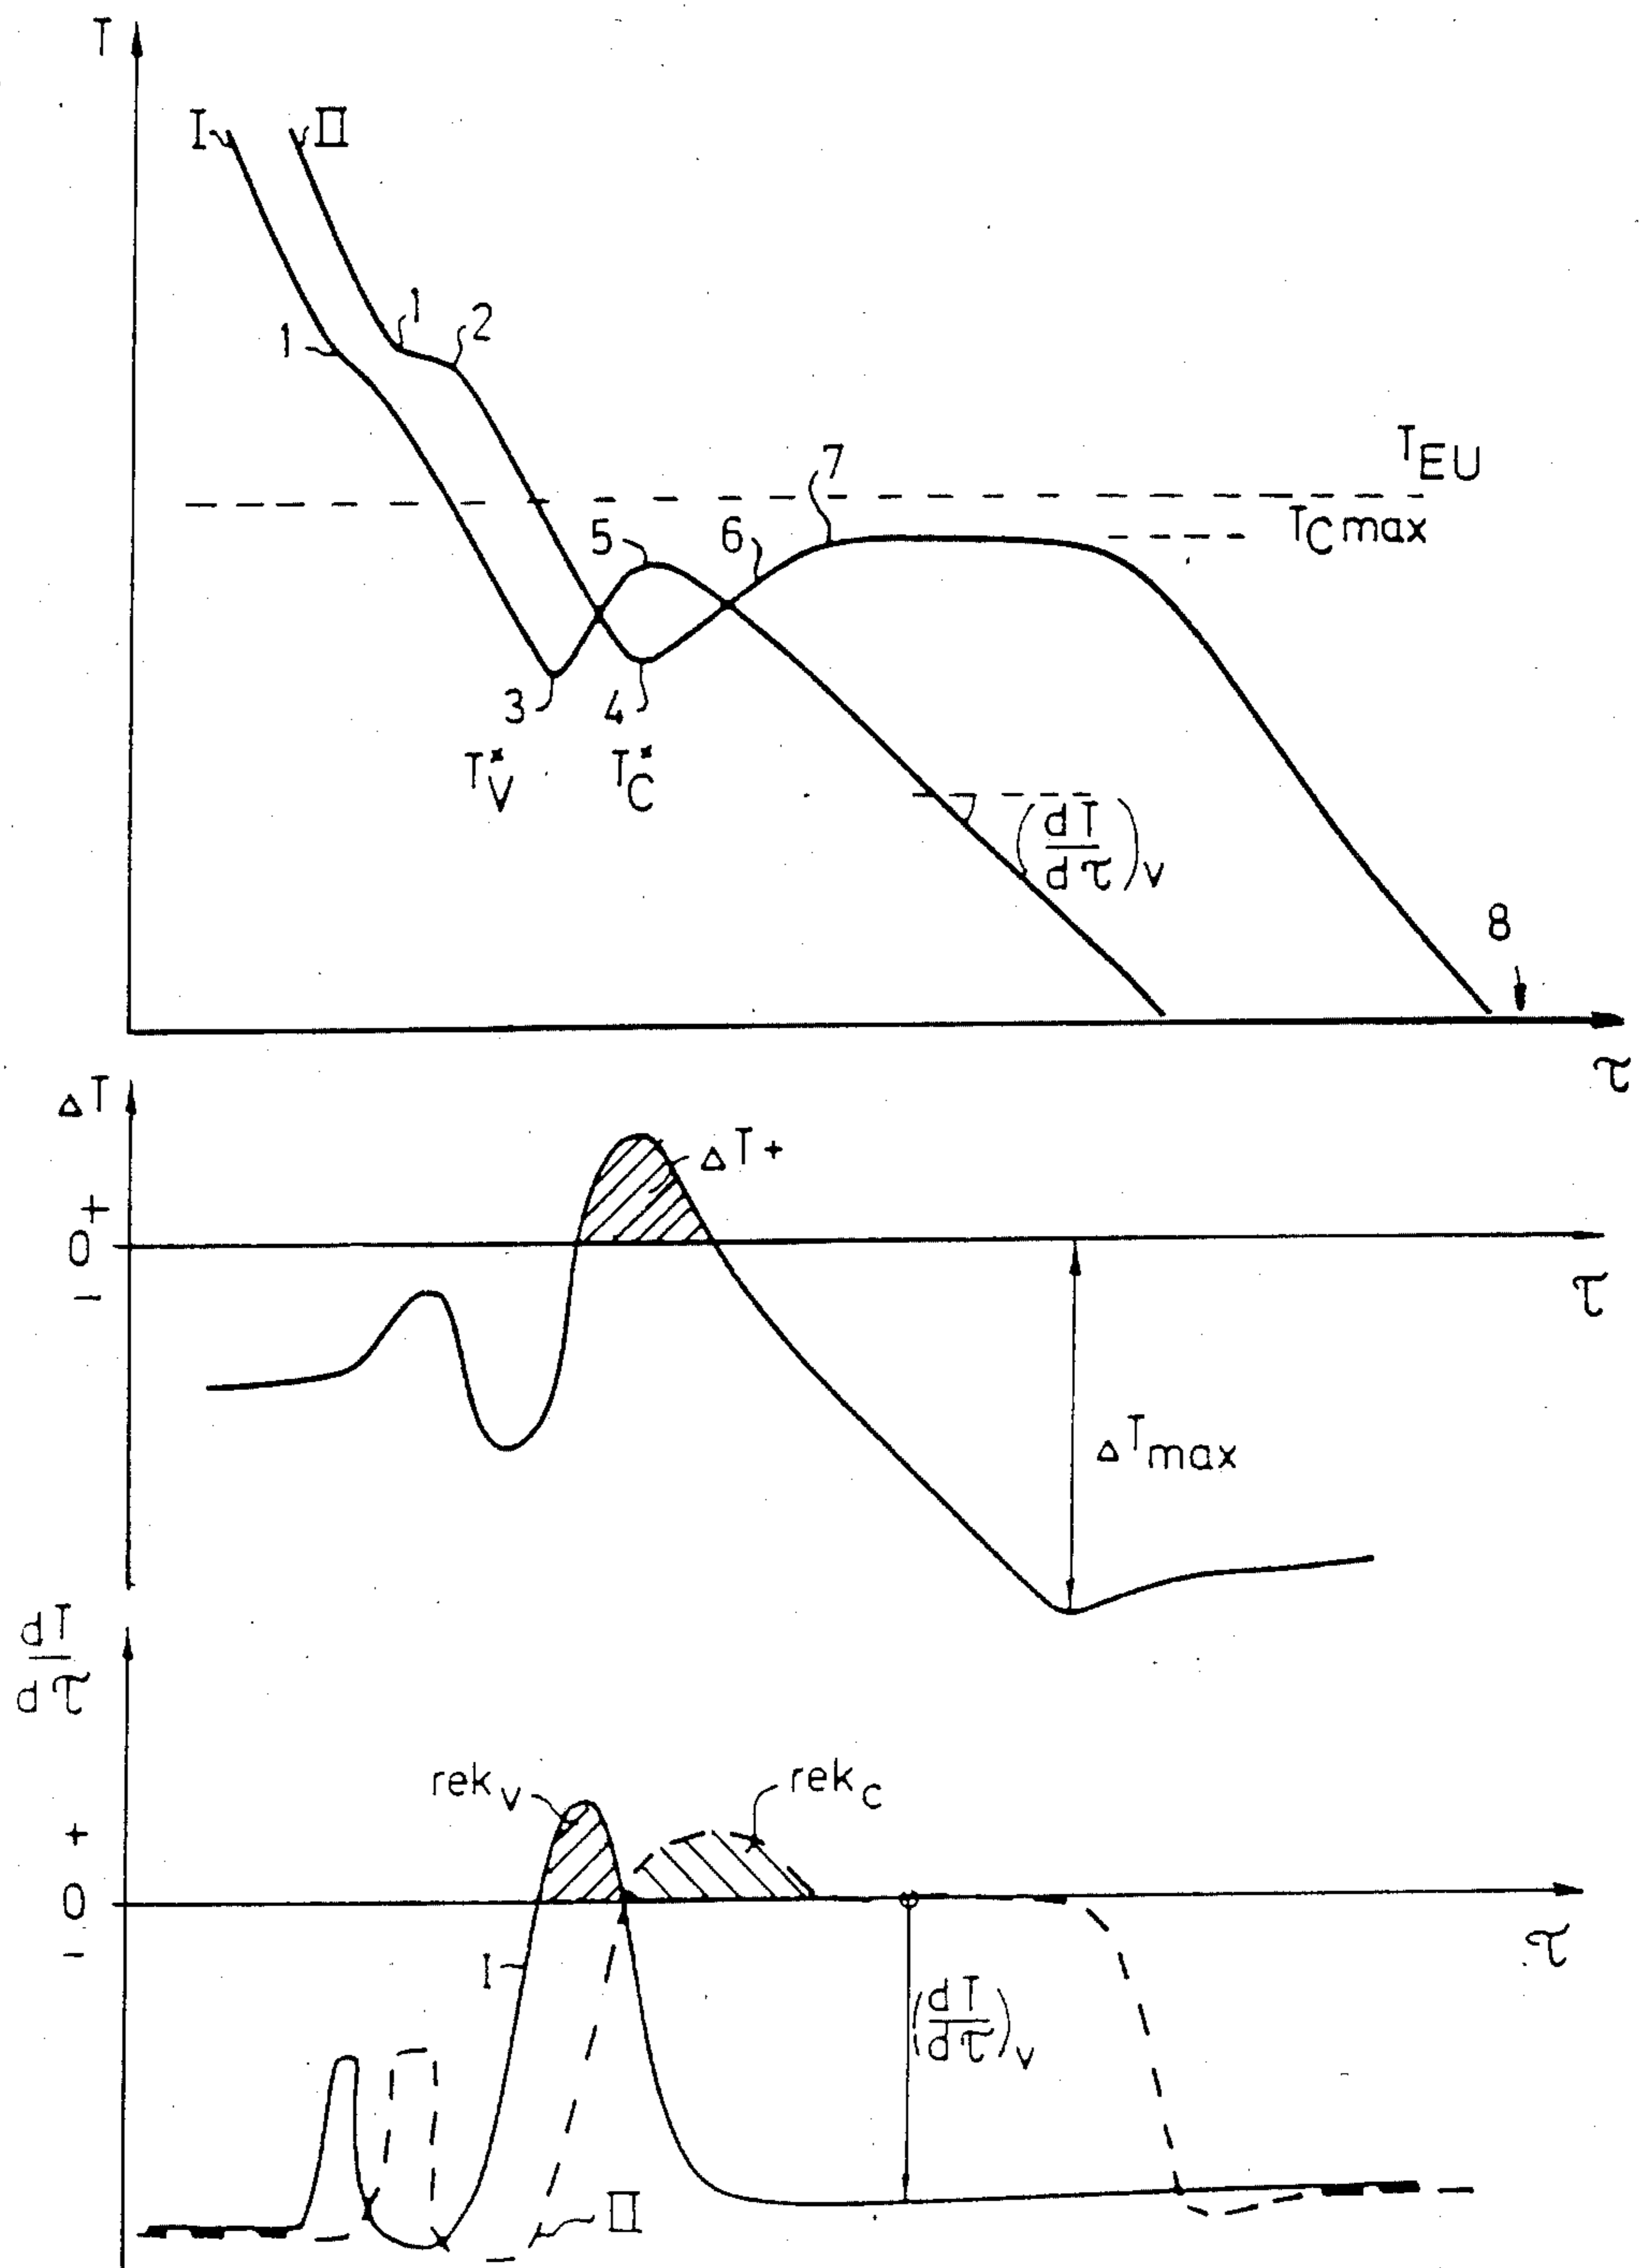 T
I II
1
1 2
T_EU
T_C max
5 6 7
3 4
T*_V T*_C
(dT/dτ)_V
8
τ
ΔT
ΔT+
+
0
−
τ
ΔT_max
dT/dτ
rek_V rek_C
+
0
−
τ
I
(dT/dτ)_V
II